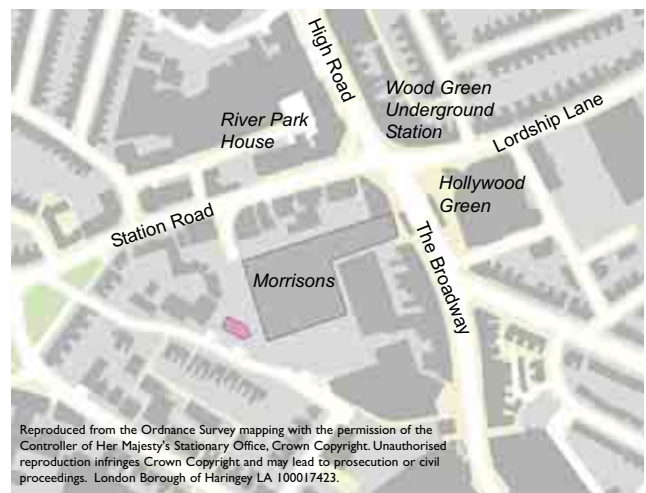 High Road
Wood Green
Underground
Station
Lordship Lane
River Park
House
Hollywood
Green
Station Road
The Broadway
Morrisons
Reproduced from the Ordnance Survey mapping with the permission of the
Controller of Her Majesty's Stationary Office, Crown Copyright. Unauthorised
reproduction infringes Crown Copyright and may lead to prosecution or civil
proceedings. London Borough of Haringey LA 100017423.